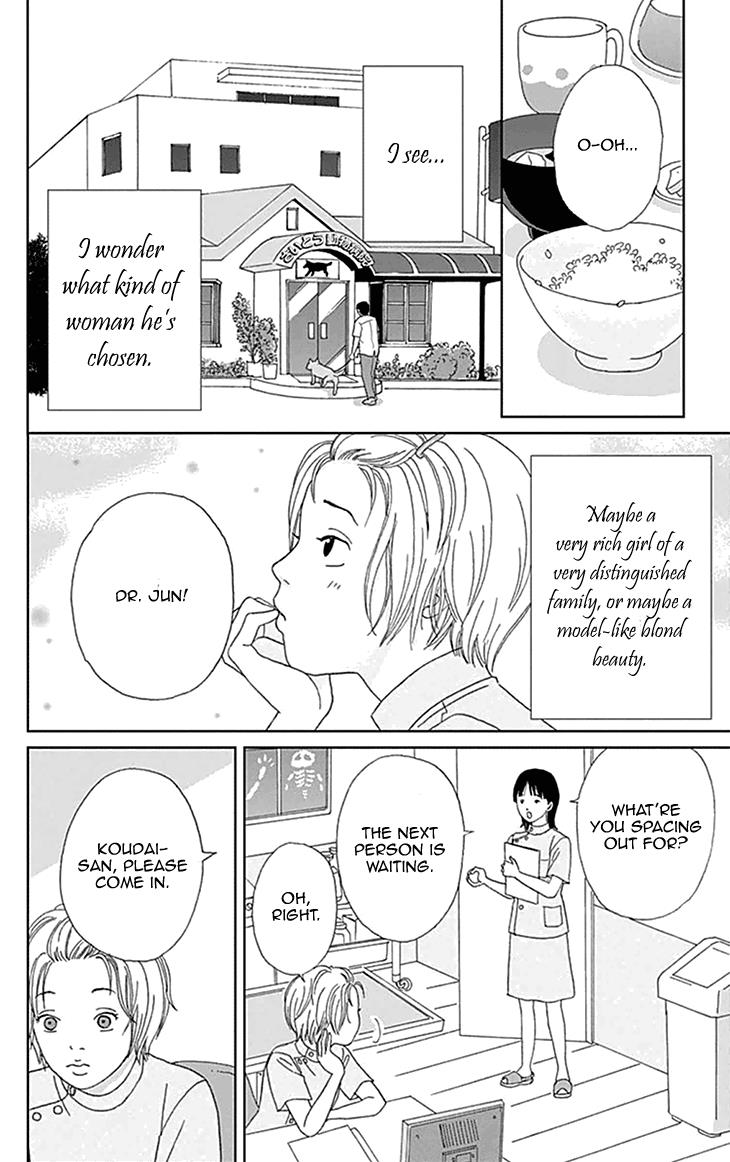 O-OH...
I see...
I wonder
what kind of
woman he's
chosen.
Maybe a
very rich girl of a
very distinguished
family, or maybe a
model-like blond
beauty.
DR. JUN!
WHAT'RE
YOU SPACING
OUT FOR?
THE NEXT
PERSON IS
WAITING.
OH,
RIGHT.
KOUDAI-
SAN, PLEASE
COME IN.